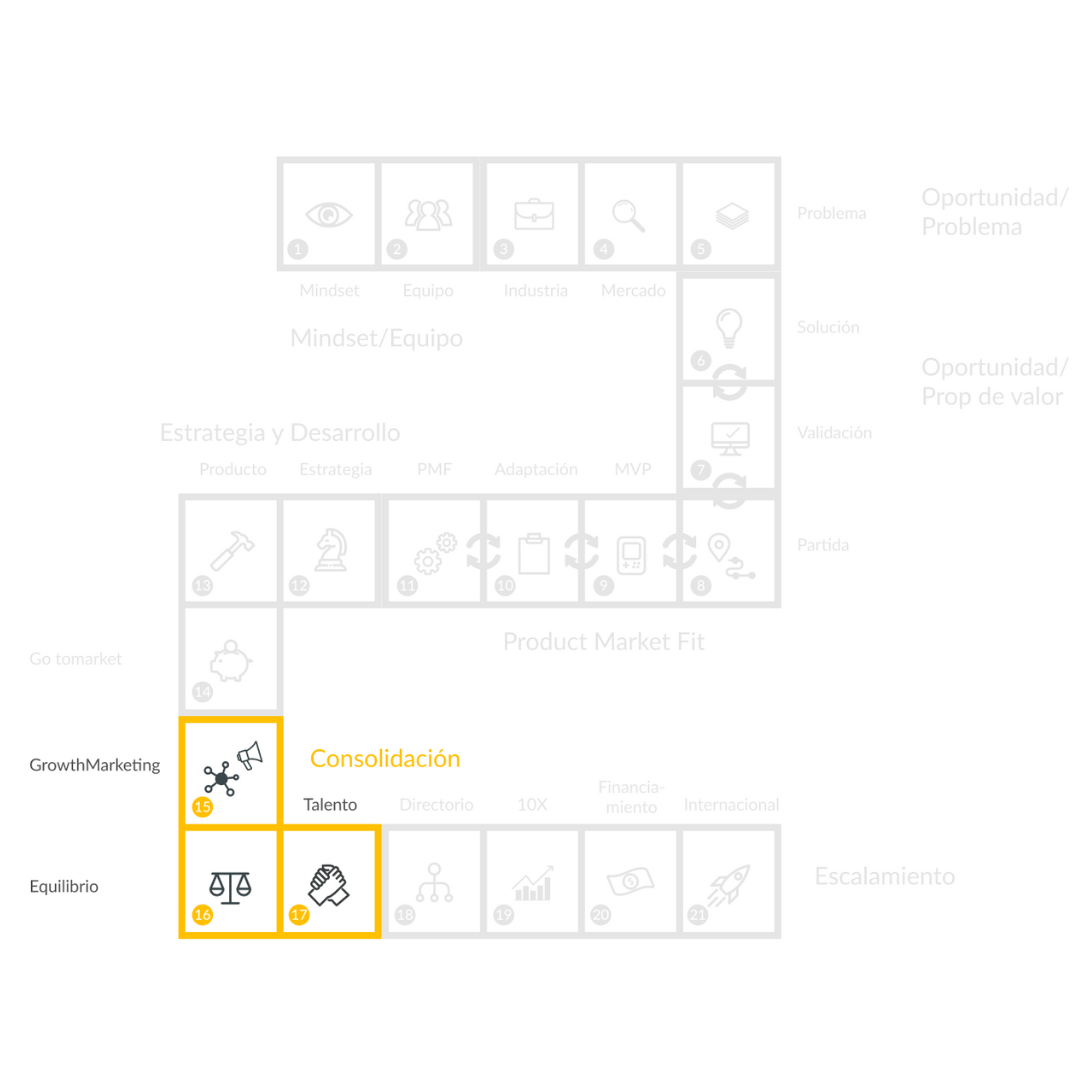 1
2
3
4
5
Problema
Oportunidad/
Problema
Mindset
Equipo
Industria
Mercado
Mindset/Equipo
6
Solución
Oportunidad/
Prop de valor
Estrategia y Desarrollo
7
Validación
Producto
Estrategia
PMF
Adaptación
MVP
13
12
11
10
9
8
Partida
Product Market Fit
Go tomarket
14
GrowthMarketing
15
Consolidación
Talento
Directorio
10X
Financia-
miento
Internacional
Equilibrio
16
17
18
19
20
21
Escalamiento